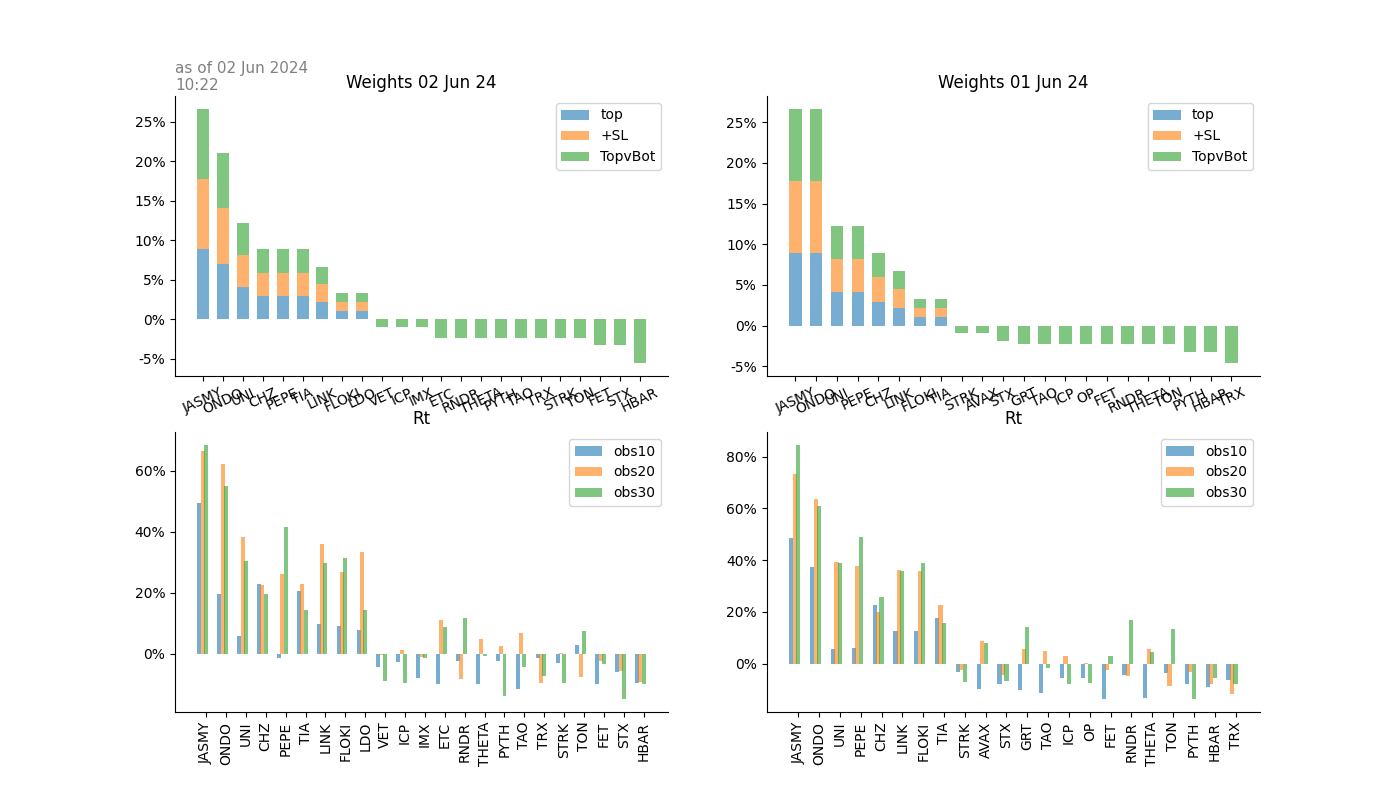 as of 02 Jun 2024
10:22
Weights 02 Jun 24
25%
20%
15%
10%
5%
0%
-5%
top
+SL
TopvBot
JASMY ONDO UNI CHZ PEPE TIA LINK FLOKI LDO VET ICP IMX ETC RNDR THETA PYTH TAO TRX STRK TON FET STX HBAR
Weights 01 Jun 24
25%
20%
15%
10%
5%
0%
-5%
top
+SL
TopvBot
JASMY ONDO UNI PEPE CHZ LINK FLOKI TIA STRK AVAX STX GRT TAO ICP OP FET RNDR THETA TON PYTH HBAR TRX
Rt
60%
40%
20%
0%
obs10
obs20
obs30
JASMY ONDO UNI CHZ PEPE TIA LINK FLOKI LDO VET ICP IMX ETC RNDR THETA PYTH TAO TRX STRK TON FET STX HBAR
Rt
80%
60%
40%
20%
0%
obs10
obs20
obs30
JASMY ONDO UNI PEPE CHZ LINK FLOKI TIA STRK AVAX STX GRT TAO ICP OP FET RNDR THETA TON PYTH HBAR TRX